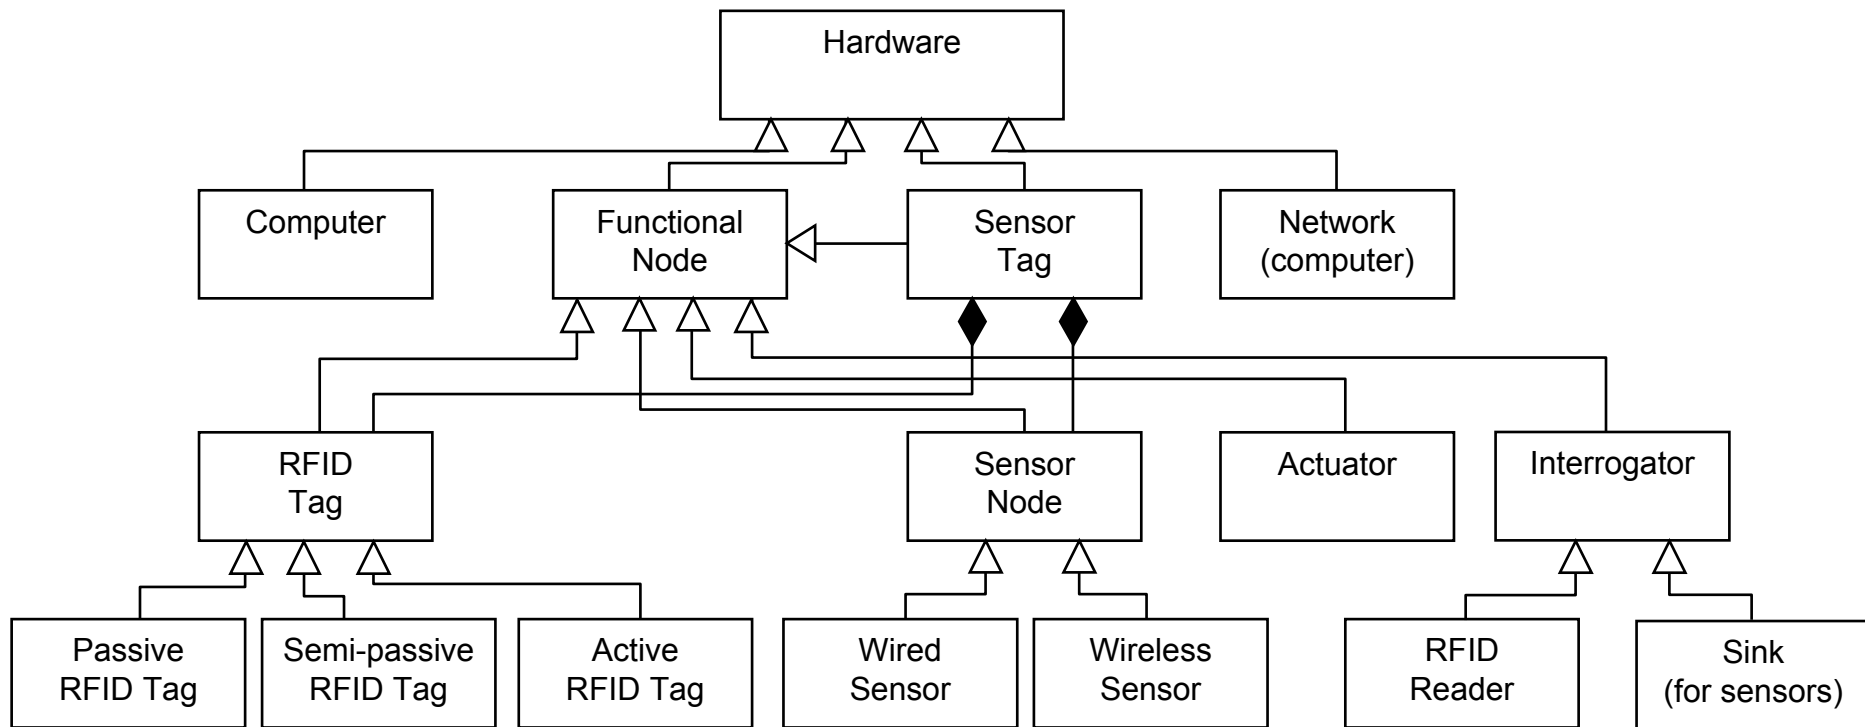 Hardware
Computer
Functional
Node
Sensor
Tag
Network
(computer)
RFID
Tag
Sensor
Node
Actuator
Interrogator
Passive
RFID Tag
Semi-passive
RFID Tag
Active
RFID Tag
Wired
Sensor
Wireless
Sensor
RFID
Reader
Sink
(for sensors)